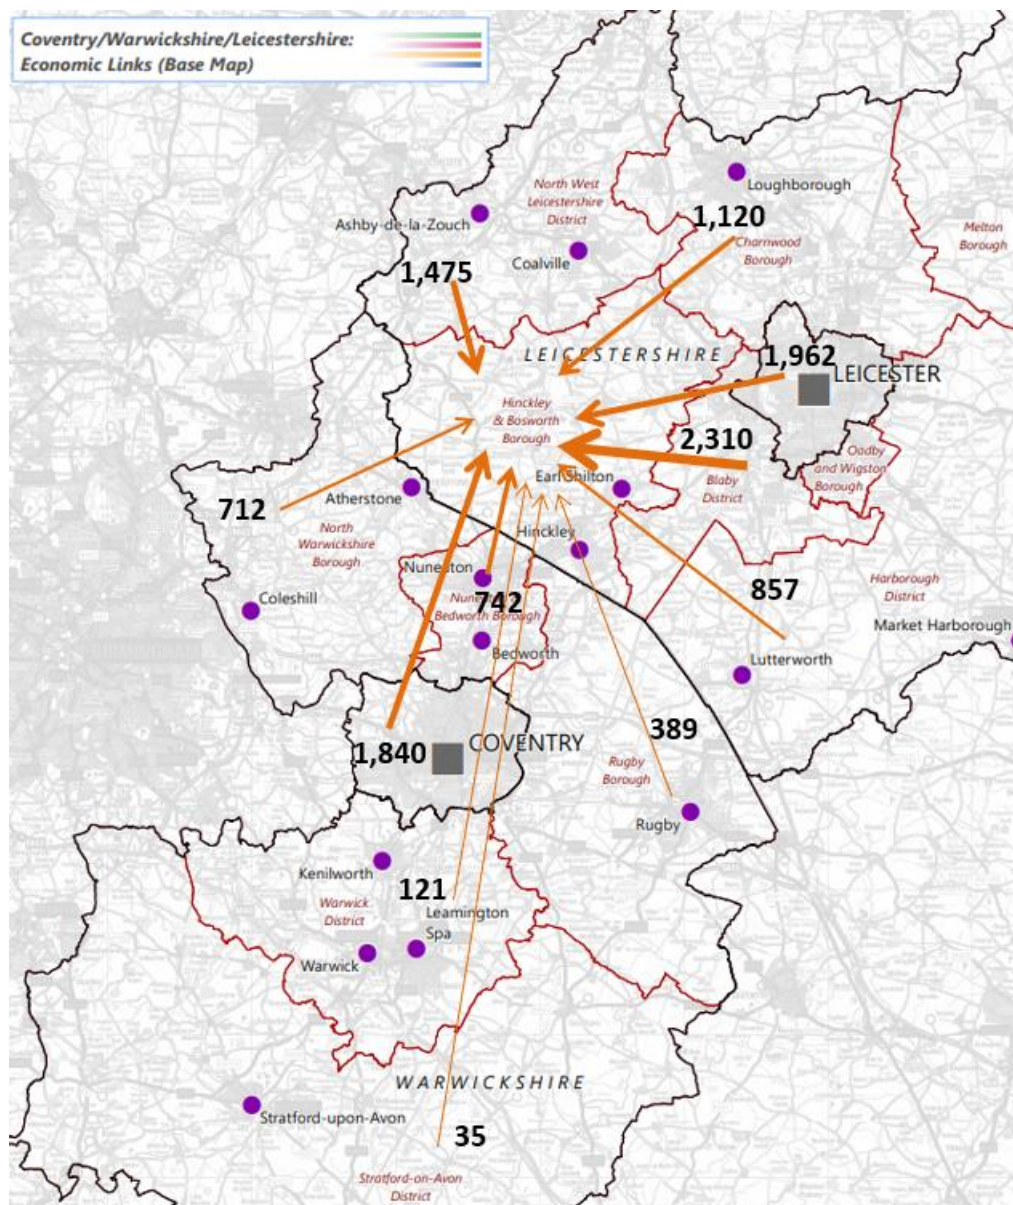 Coventry/Warwickshire/Leicestershire:
Economic Links (Base Map)
Loughborough
North West
Leicestershire
District
Ashby-de-la-Zouch
1,120
Melton
Borough
Charnwood
Borough
Coalville
1,475
LEICESTERSHIRE
1,962
LEICESTER
Hinckley
& Bosworth
Borough
2,310
Oadby
and Wigston
Borough
Earl Shilton
Blaby
District
Atherstone
712
North
Warwickshire
Borough
Hinckley
Nuneaton
857
Harborough
District
742
Bedworth Borough
Coleshill
Market Harborough
Bedworth
Lutterworth
389
COVENTRY
1,840
Rugby
Borough
Rugby
Kenilworth
121
Warwick
District
Leamington
Spa
Warwick
WARWICKSHIRE
Stratford-upon-Avon
35
Stratford-on-Avon
District